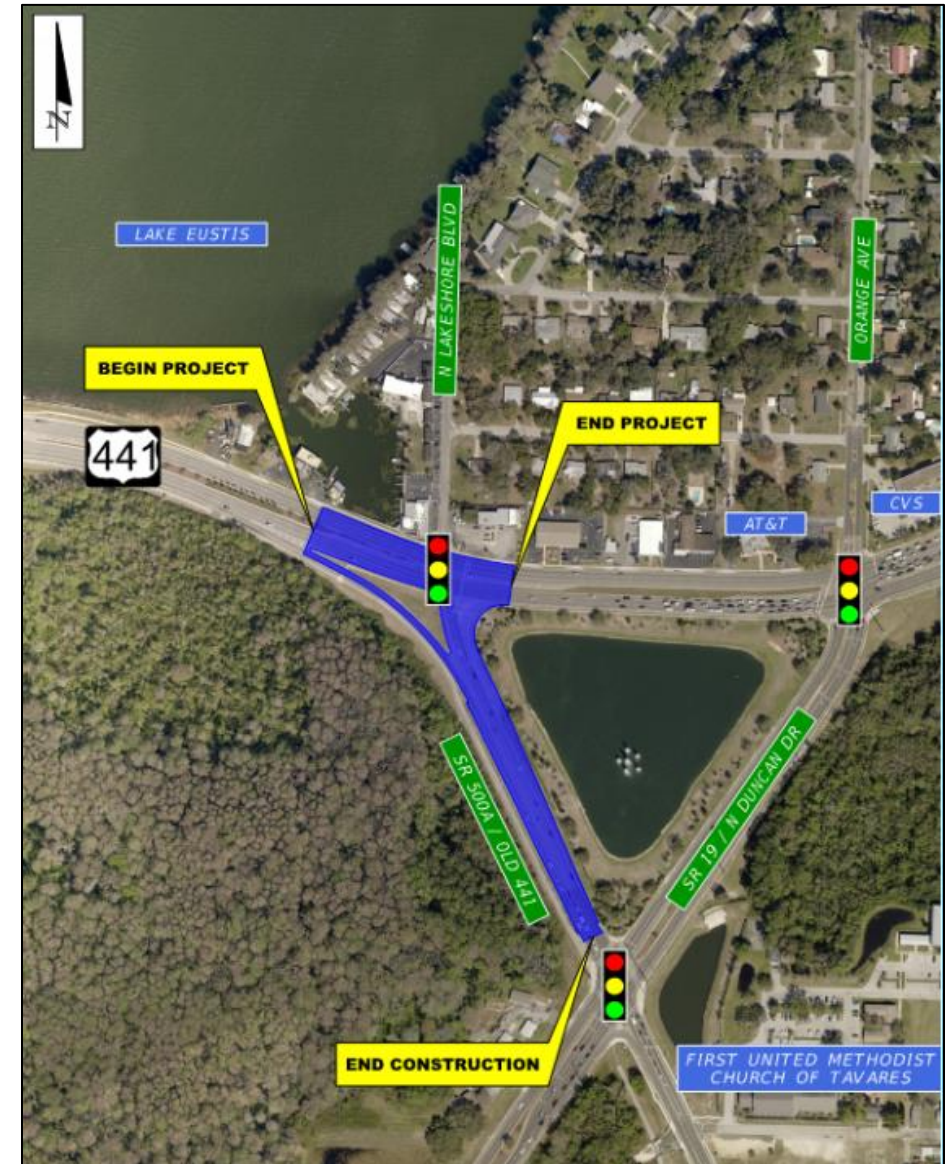 N
LAKE EUSTIS
N LAKESHORE BLVD
ORANGE AVE
BEGIN PROJECT
END PROJECT
441
CVS
AT&T
SR 500A / OLD 441
SR 19 / N DUNCAN DR
END CONSTRUCTION
FIRST UNITED METHODIST
CHURCH OF TAVARES